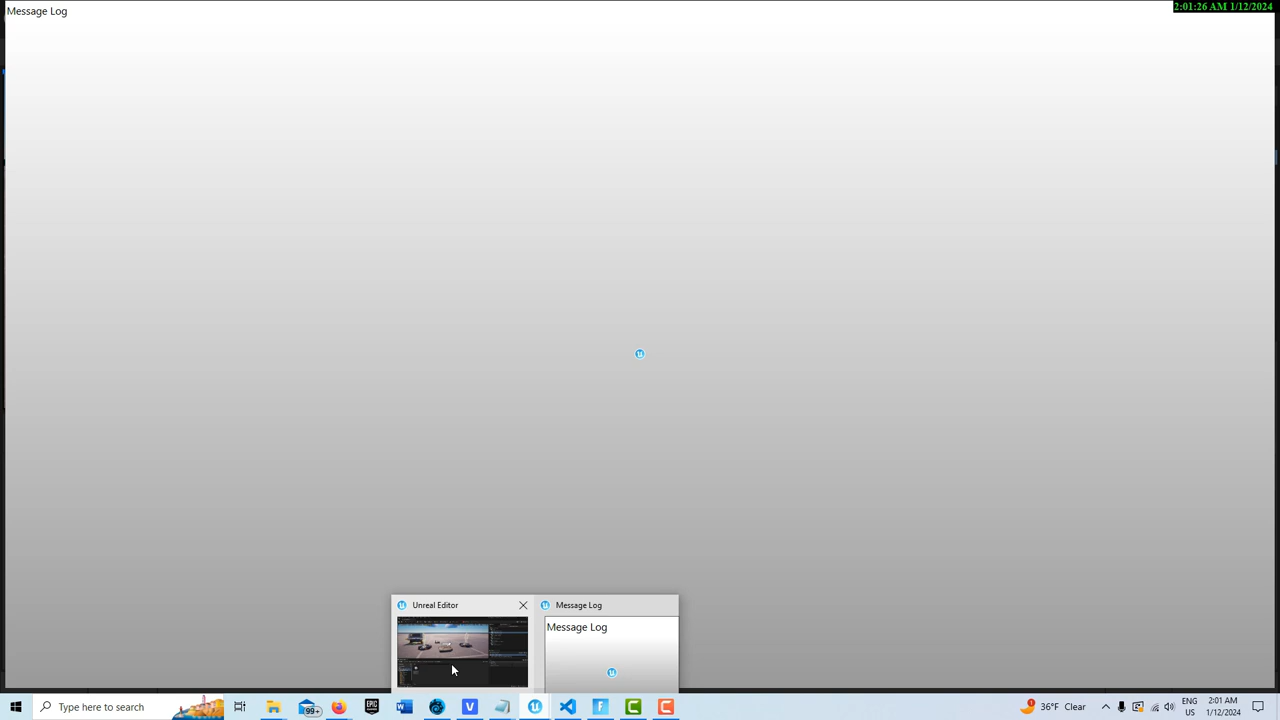 Message Log
2:01:26 AM 1/12/2024
Unreal Editor
Message Log
Message Log
Type here to search
99+
EPIC
36°F Clear
ENG
US
2:01 AM
1/12/2024